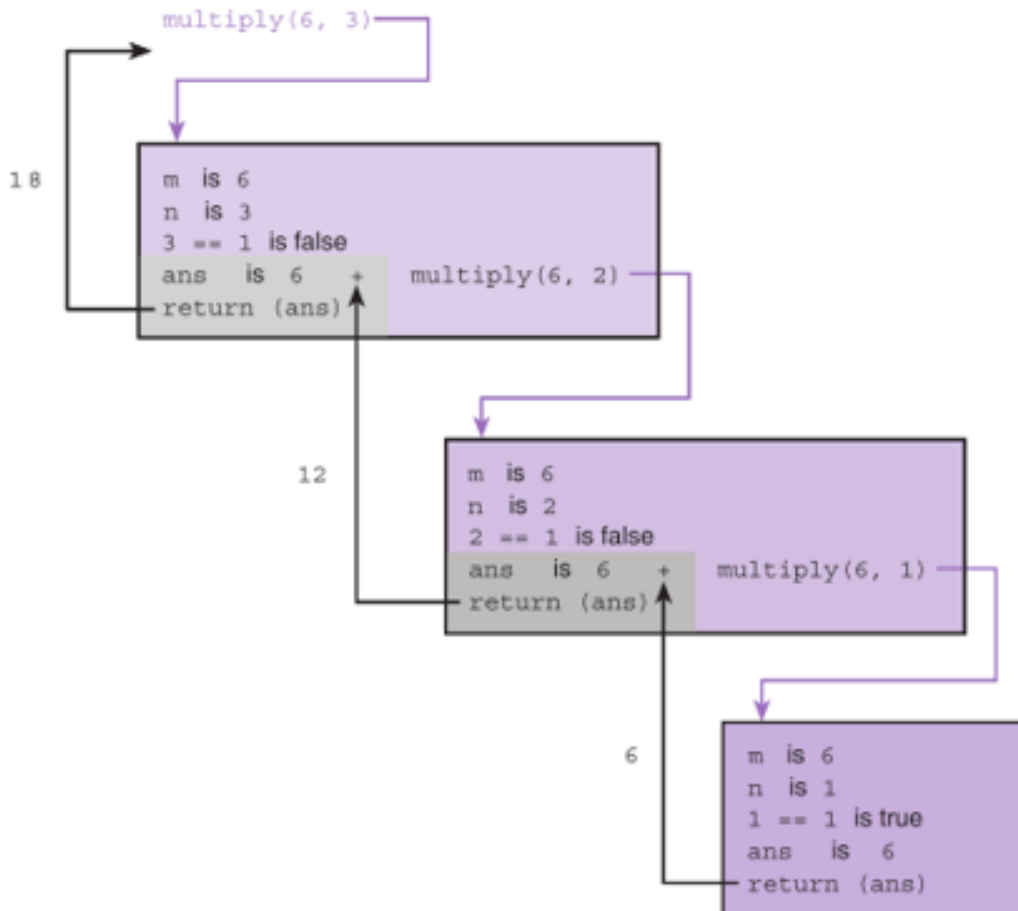 multiply(6, 3)
18
m is 6
n is 3
3 == 1 is false
ans is 6 + multiply(6, 2)
return (ans)
12
m is 6
n is 2
2 == 1 is false
ans is 6 + multiply(6, 1)
return (ans)
6
m is 6
n is 1
1 == 1 is true
ans is 6
return (ans)